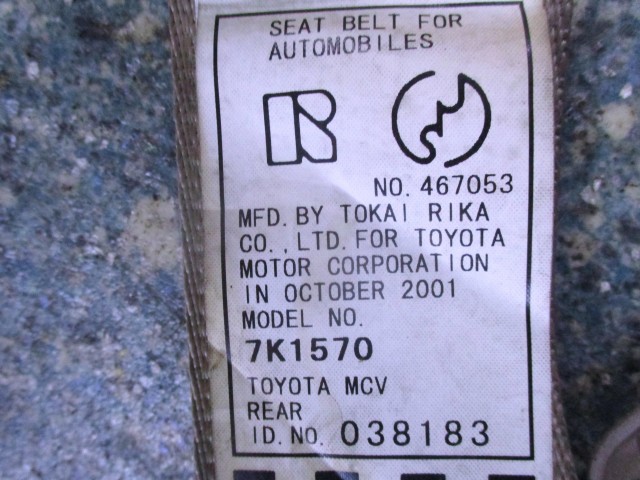 SEAT BELT FOR
AUTOMOBILES
R
NO. 467053
MFD. BY TOKAI RIKA
CO., LTD. FOR TOYOTA
MOTOR CORPORATION
IN OCTOBER 2001
MODEL NO.
7K1570
TOYOTA MCV
REAR
ID. NO. 038183